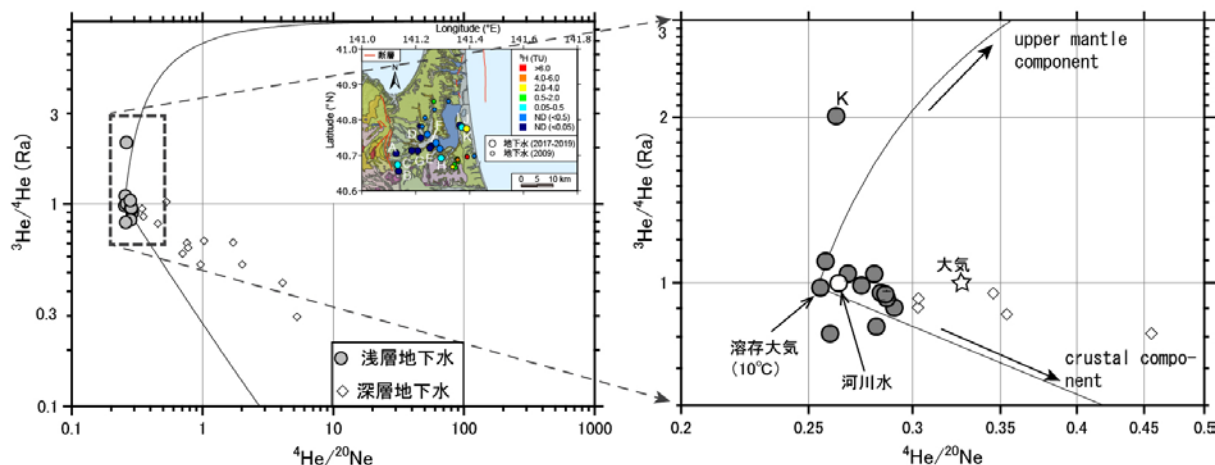 Longitude (°E)
141.0 141.2 141.4 141.6 141.8
41.0
40.9
40.8
40.7
40.6
Latitude (°N)
断層
N
³H (TU)
>6.0
4.0-6.0
2.0-4.0
0.5-2.0
0.05-0.5
ND (<0.5)
ND (<0.05)
地下水 (2017-2019)
地下水 (2009)
0 5 10 km
³He/⁴He (Ra)
3
1
0.3
0.1
浅層地下水
深層地下水
0.1 1 10 100 1000
⁴He/²⁰Ne
³He/⁴He (Ra)
3
2
1
upper mantle
component
K
大気
溶存大気
(10℃)
河川水
crustal compo-
nent
0.2 0.25 0.3 0.35 0.4 0.45 0.5
⁴He/²⁰Ne